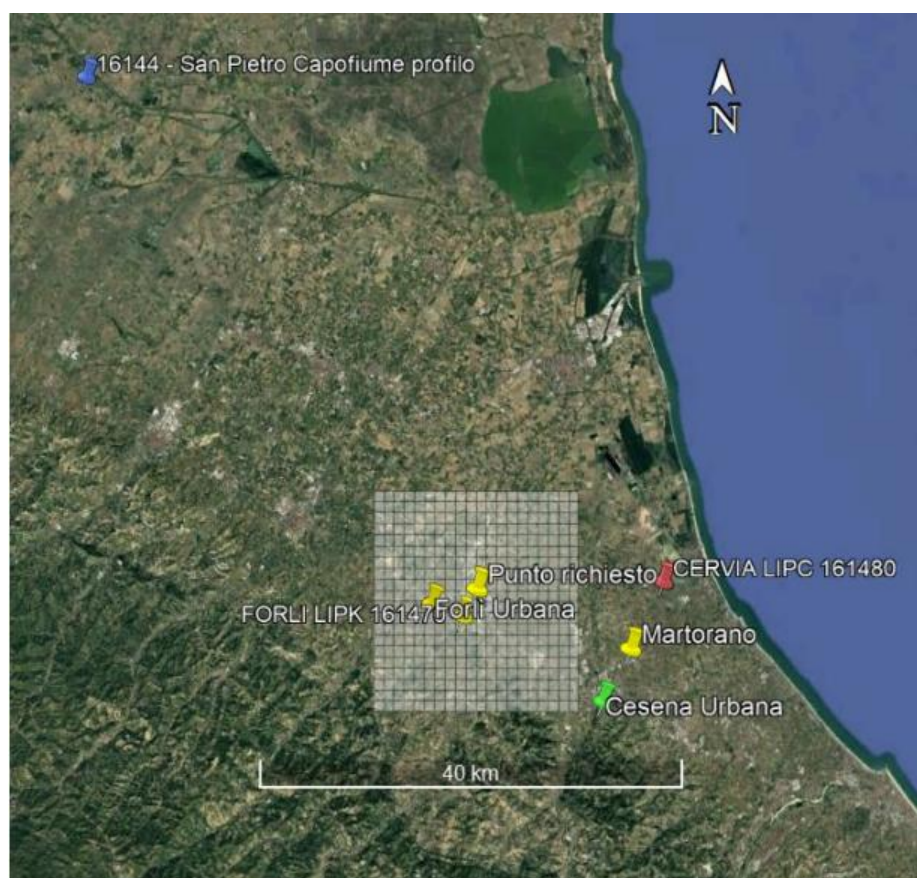 16144 - San Pietro Capofiume profilo
N
Punto richiesto
CERVIA LIPC 161480
FORLI LIPK 161470
Forlì Urbana
Martorano
Cesena Urbana
40 km